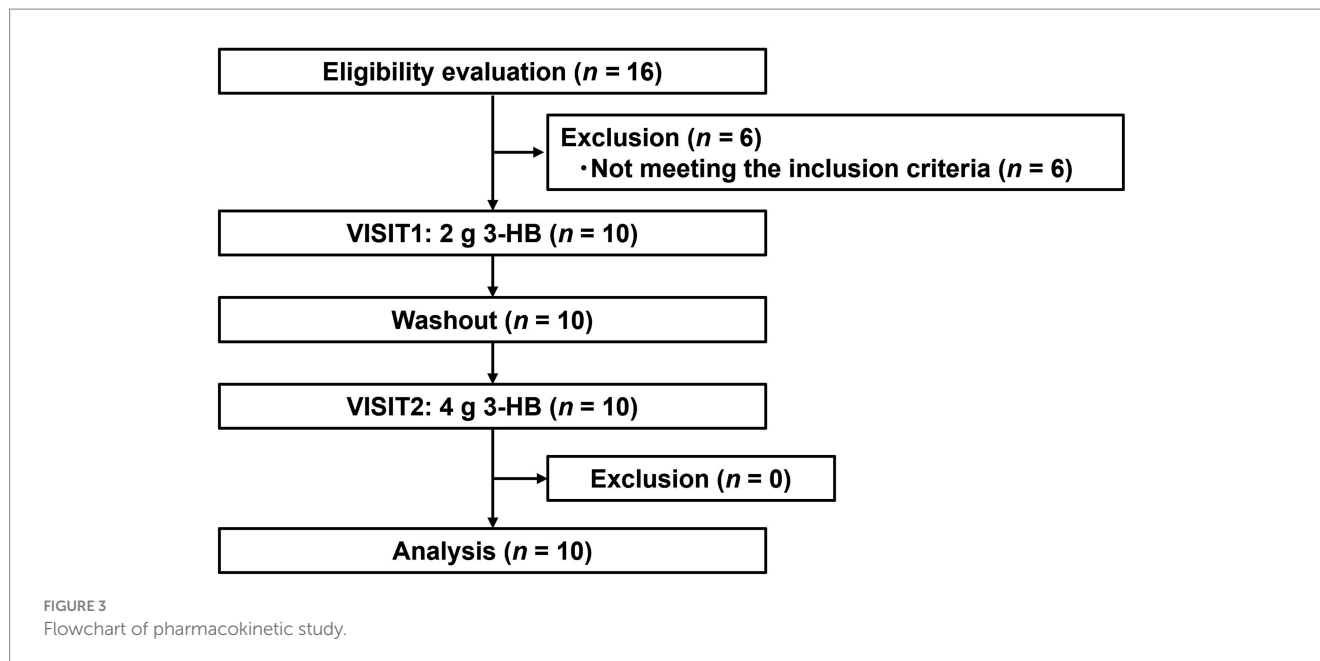 Eligibility evaluation (n = 16)
Exclusion (n = 6)
・Not meeting the inclusion criteria (n = 6)
VISIT1: 2 g 3-HB (n = 10)
Washout (n = 10)
VISIT2: 4 g 3-HB (n = 10)
Exclusion (n = 0)
Analysis (n = 10)
FIGURE 3
Flowchart of pharmacokinetic study.